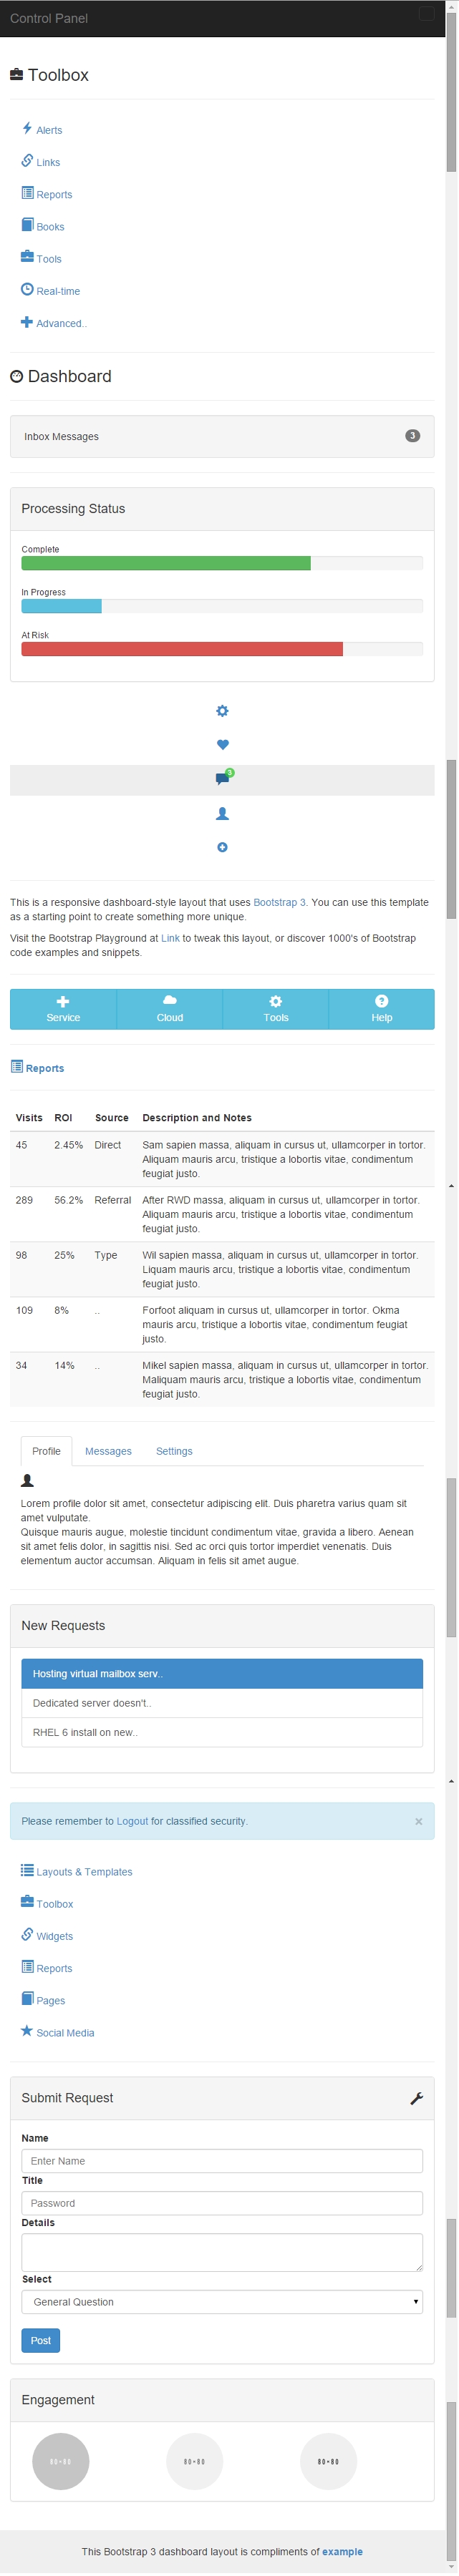 Control Panel
Toolbox
Alerts
Links
Reports
Books
Tools
Real-time
Advanced..
Dashboard
Inbox Messages 3
Processing Status
Complete
In Progress
At Risk
3
This is a responsive dashboard-style layout that uses Bootstrap 3. You can use this template
as a starting point to create something more unique.
Visit the Bootstrap Playground at Link to tweak this layout, or discover 1000's of Bootstrap
code examples and snippets.
Service Cloud Tools Help
Reports
Visits ROI Source Description and Notes
45 2.45% Direct Sam sapien massa, aliquam in cursus ut, ullamcorper in tortor.
Aliquam mauris arcu, tristique a lobortis vitae, condimentum
feugiat justo.
289 56.2% Referral After RWD massa, aliquam in cursus ut, ullamcorper in tortor.
Aliquam mauris arcu, tristique a lobortis vitae, condimentum
feugiat justo.
98 25% Type Wil sapien massa, aliquam in cursus ut, ullamcorper in tortor.
Liquam mauris arcu, tristique a lobortis vitae, condimentum
feugiat justo.
109 8% .. Forfoot aliquam in cursus ut, ullamcorper in tortor. Okma
mauris arcu, tristique a lobortis vitae, condimentum feugiat
justo.
34 14% .. Mikel sapien massa, aliquam in cursus ut, ullamcorper in tortor.
Maliquam mauris arcu, tristique a lobortis vitae, condimentum
feugiat justo.
Profile Messages Settings
Lorem profile dolor sit amet, consectetur adipiscing elit. Duis pharetra varius quam sit
amet vulputate.
Quisque mauris augue, molestie tincidunt condimentum vitae, gravida a libero. Aenean
sit amet felis dolor, in sagittis nisi. Sed ac orci quis tortor imperdiet venenatis. Duis
elementum auctor accumsan. Aliquam in felis sit amet augue.
New Requests
Hosting virtual mailbox serv..
Dedicated server doesn't..
RHEL 6 install on new..
Please remember to Logout for classified security. ×
Layouts & Templates
Toolbox
Widgets
Reports
Pages
Social Media
Submit Request
Name
Enter Name
Title
Password
Details
Select
General Question
Post
Engagement
80×80 80×80 80×80
This Bootstrap 3 dashboard layout is compliments of example